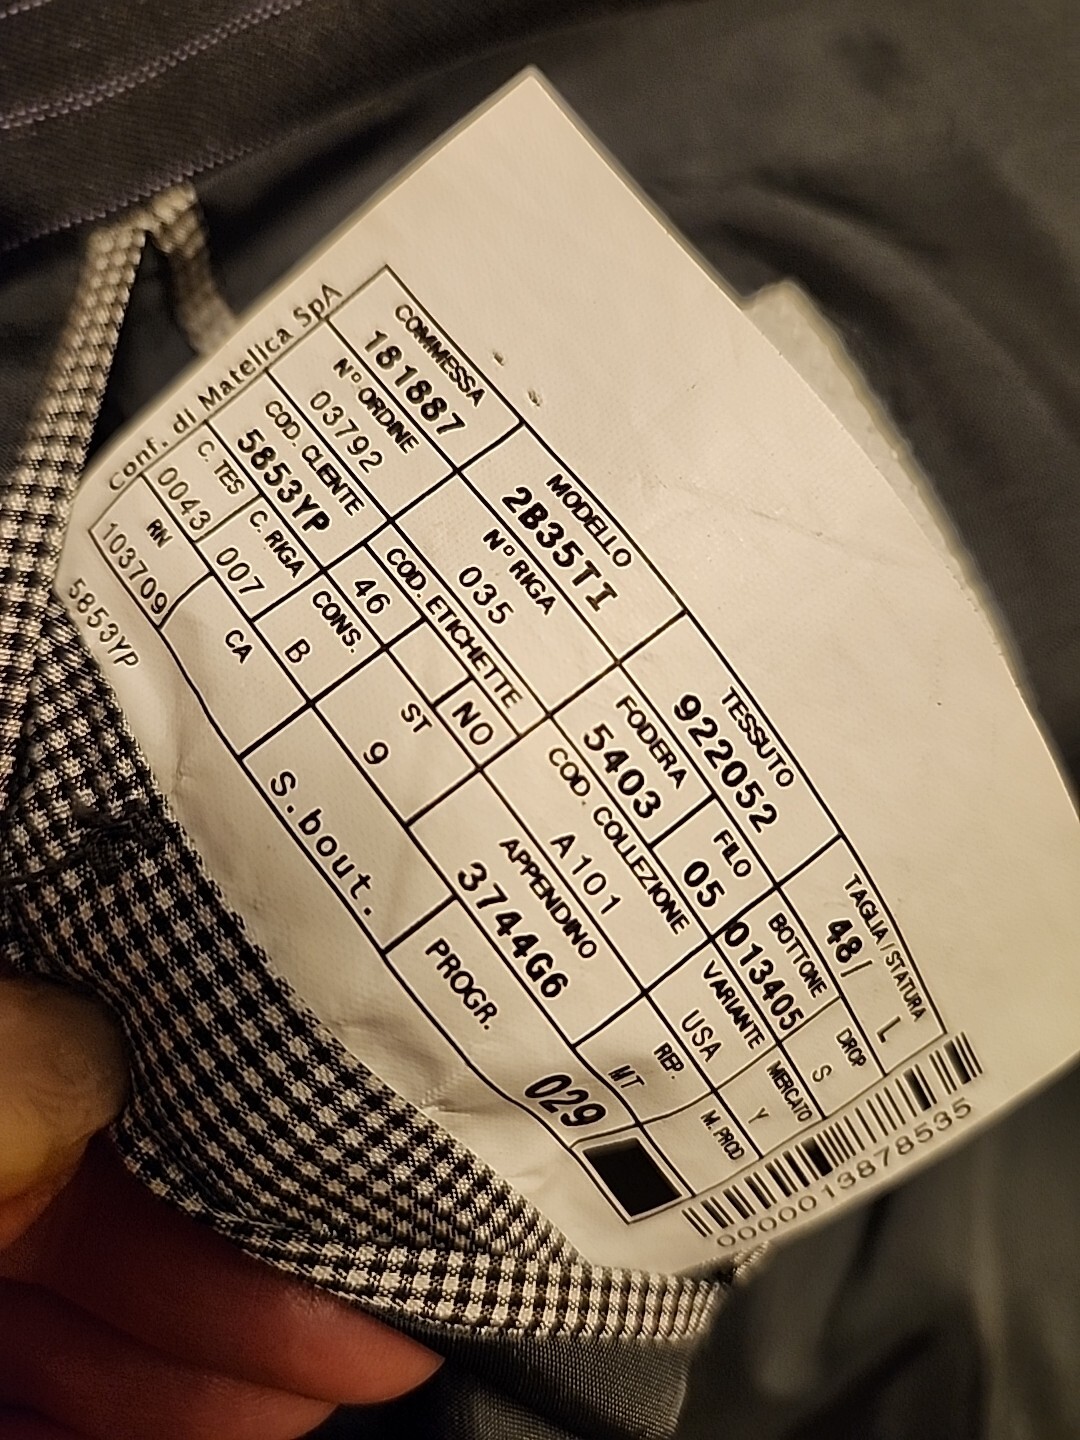 Conf. di Matelica SpA
COMMESSA MODELLO TESSUTO TAGLIA/STATURA
181887 2B35TI 922052 48/ L
N° ORDINE N° RIGA FODERA FILO BOTTONE DROP
03792 035 5403 05 013405 S
COD. CLIENTE COD. ETICHETTE COD. COLLEZIONE VARIANTE MERCATO
5853YP 46 NO A101 USA Y
C. TES C. RIGA CONS. ST APPENDINO REP. M. PROD
0043 007 B 9 3744G6 MT
RN CA S.bout. PROGR. 029
103709
5853YP
0000013878535